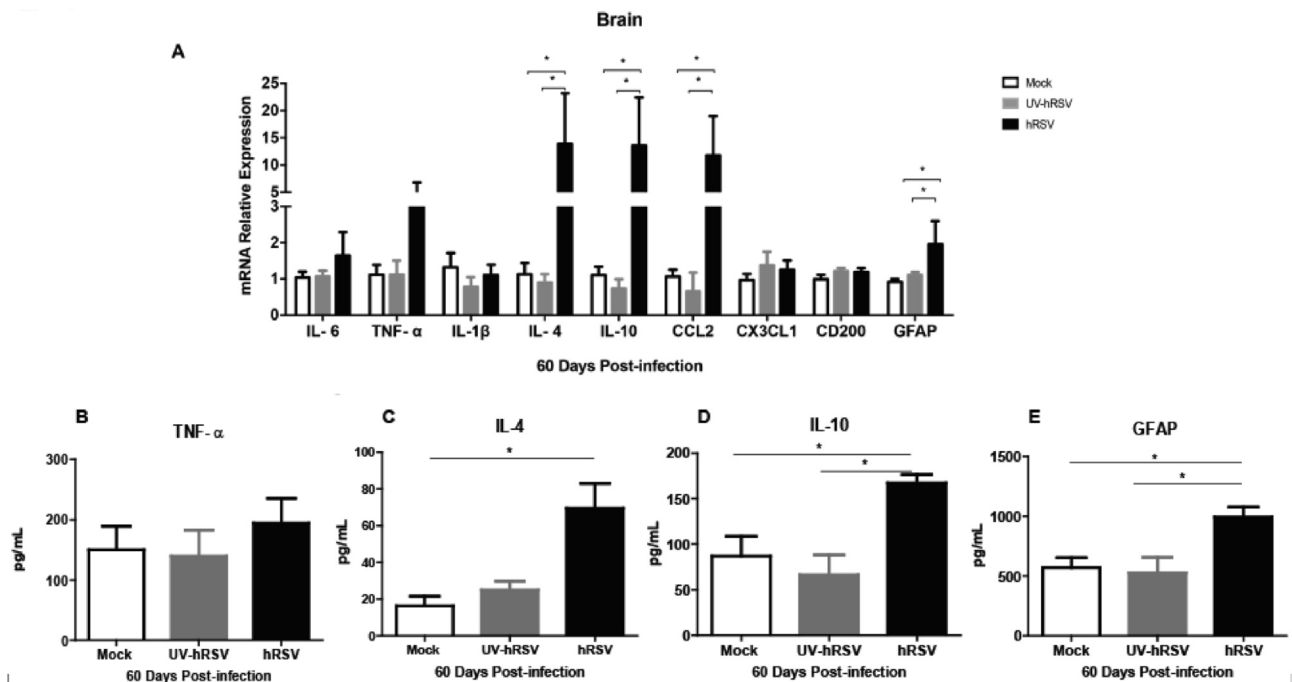 Brain
A
* * * * * *
* *
mRNA Relative Expression
25
20
15
10
5
3
2
1
0
IL- 6 TNF- α IL-1β IL- 4 IL-10 CCL2 CX3CL1 CD200 GFAP
60 Days Post-infection
Mock
UV-hRSV
hRSV
B
TNF- α
pg/mL
300
200
100
0
Mock UV-hRSV hRSV
60 Days Post-infection
C
IL-4
*
pg/mL
100
80
60
40
20
0
Mock UV-hRSV hRSV
60 Days Post-infection
D
IL-10
*
*
pg/mL
200
150
100
50
0
Mock UV-hRSV hRSV
60 Days Post-infection
E
GFAP
*
*
pg/mL
1500
1000
500
0
Mock UV-hRSV hRSV
60 Days Post-infection